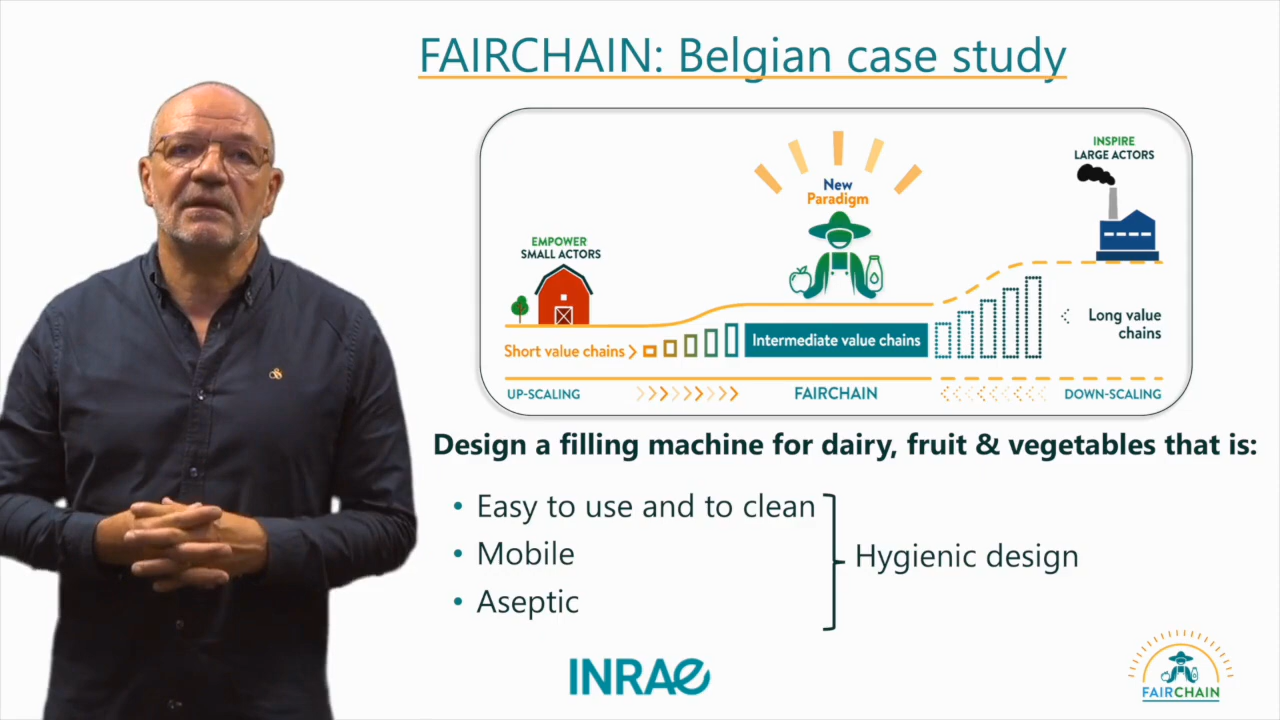 FAIRCHAIN: Belgian case study
INSPIRE
LARGE ACTORS
New
Paradigm
EMPOWER
SMALL ACTORS
Short value chains
Intermediate value chains
Long value
chains
UP-SCALING
FAIRCHAIN
DOWN-SCALING
Design a filling machine for dairy, fruit & vegetables that is:
• Easy to use and to clean
• Mobile
• Aseptic
Hygienic design
INRAE
FAIRCHAIN